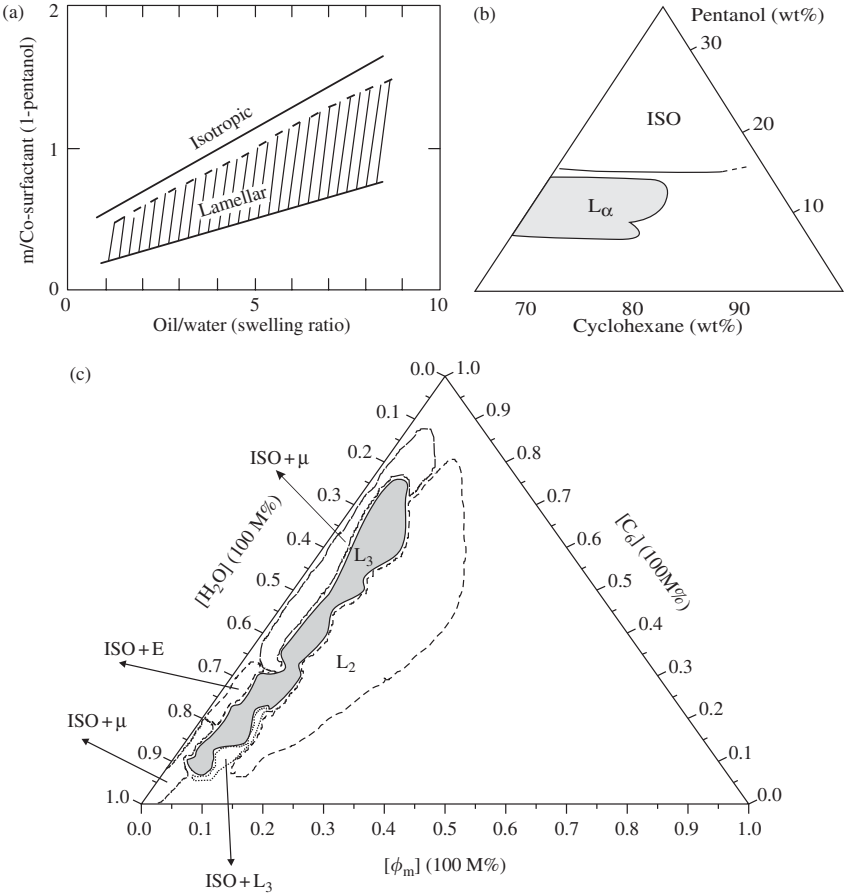 (a)
2
1
0
m/Co-surfactant (1-pentanol)
Isotropic
Lamellar
0 5 10
Oil/water (swelling ratio)
(b)
Pentanol (wt%)
30
20
10
ISO
Lα
70 80 90
Cyclohexane (wt%)
(c)
0.0 1.0
0.1 0.9
0.2 0.8
0.3 0.7
0.4 0.6
0.5 0.5
0.6 0.4
0.7 0.3
0.8 0.2
0.9 0.1
1.0 0.0
[H₂O] (100 M%)
[C₆] (100M%)
ISO+μ
L₃
L₂
ISO+E
ISO+μ
0.0 0.1 0.2 0.3 0.4 0.5 0.6 0.7 0.8 0.9 1.0
[ϕₘ] (100 M%)
ISO+L₃